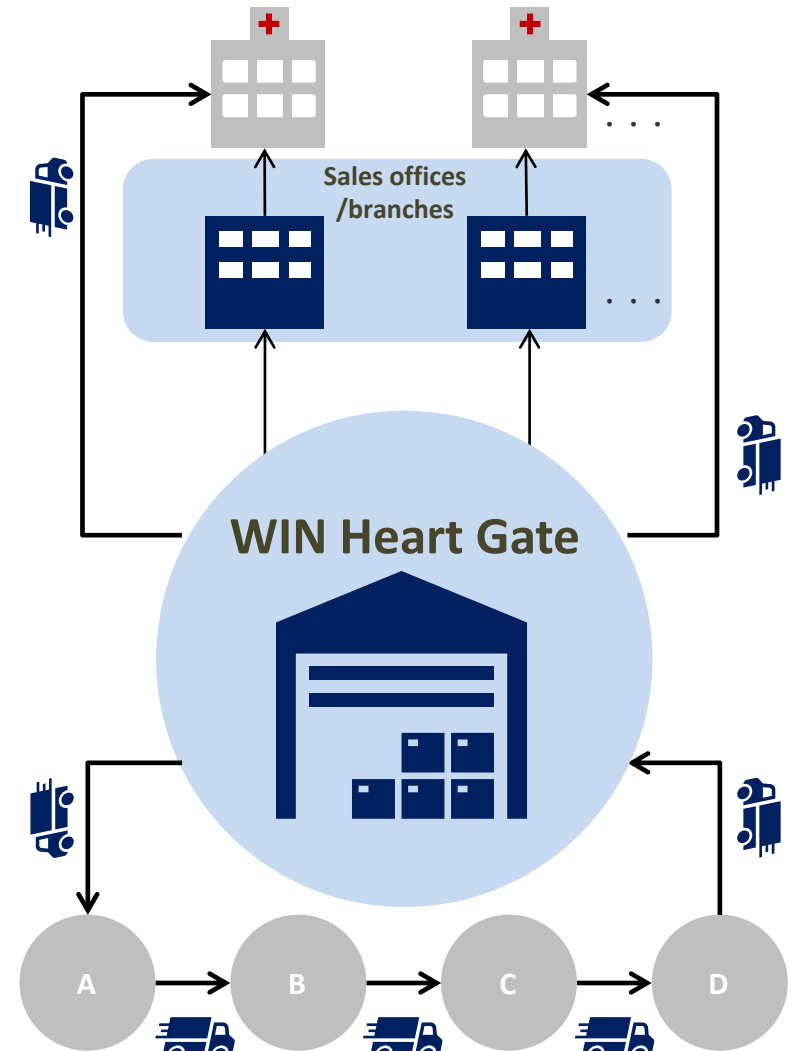 . . .
Sales offices
/branches
. . .
WIN Heart Gate
A
B
C
D